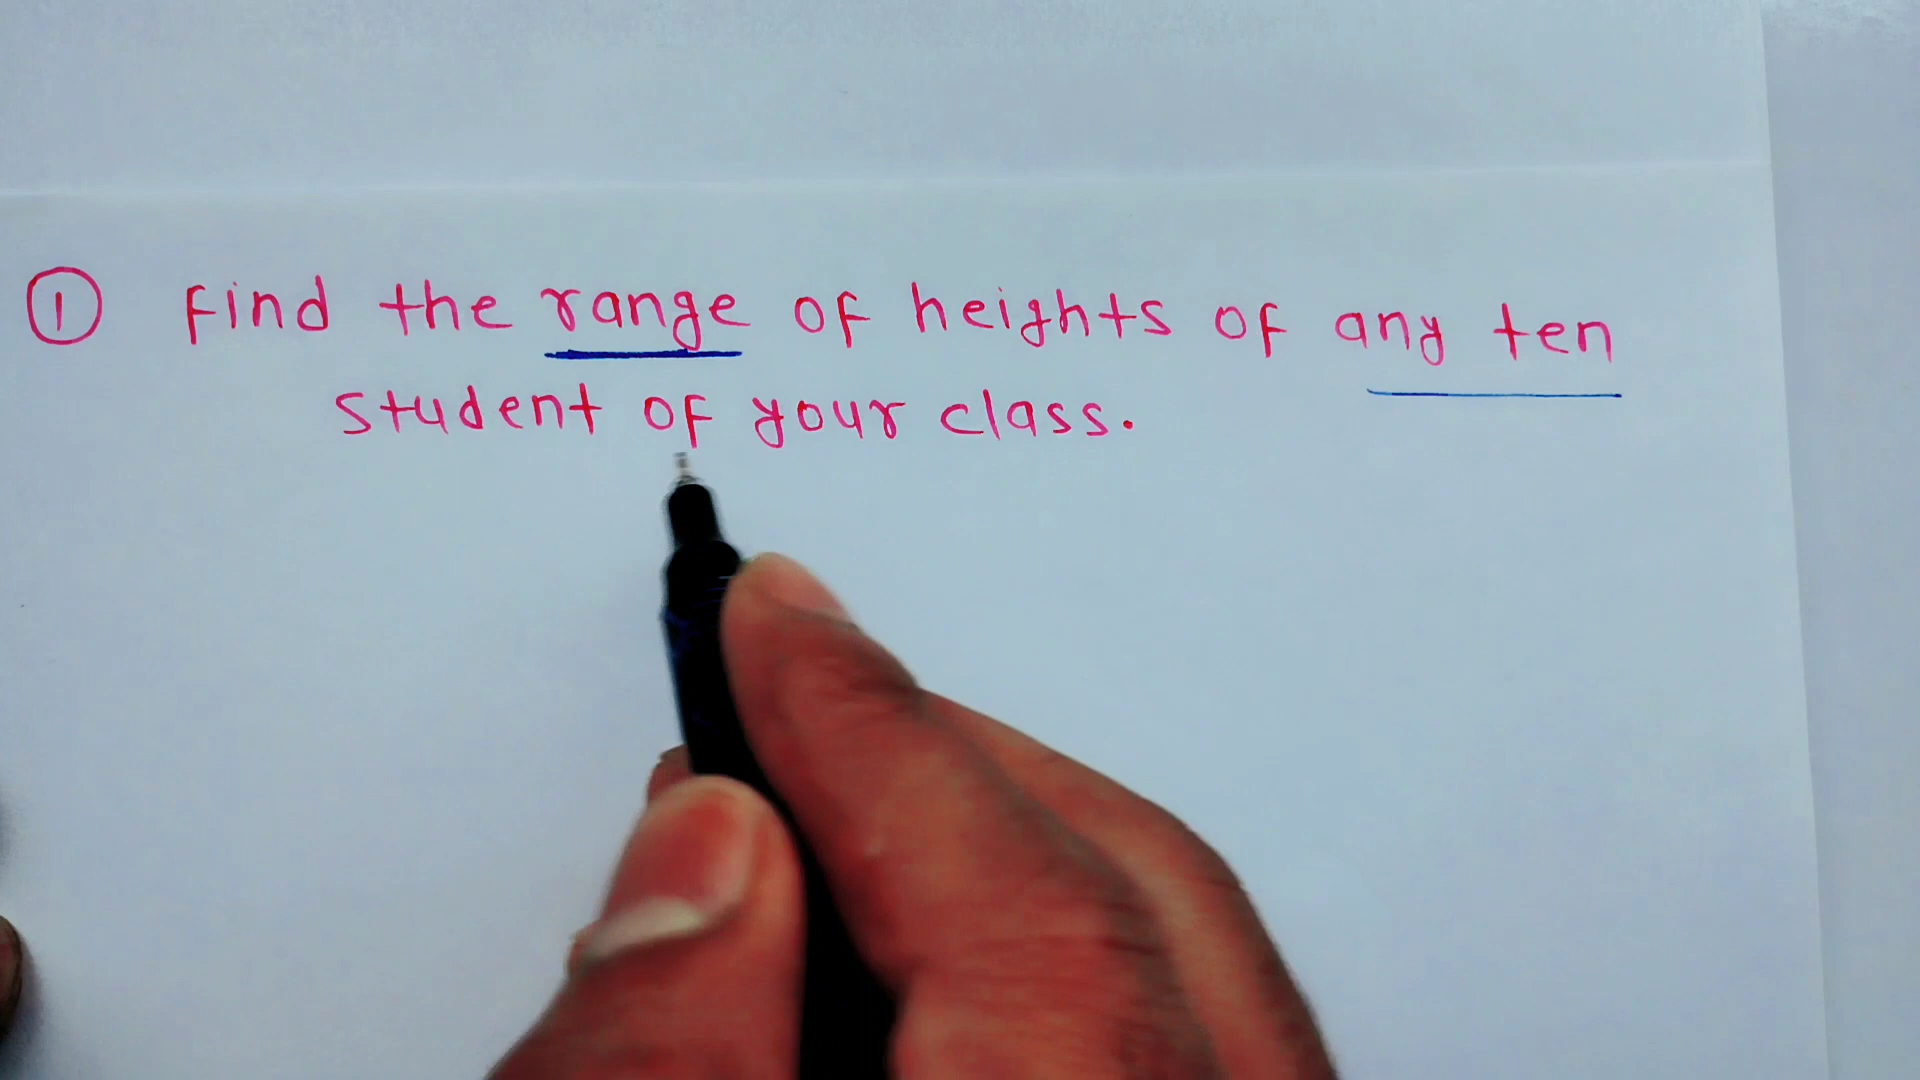 ① Find the range of heights of any ten
student of your class.